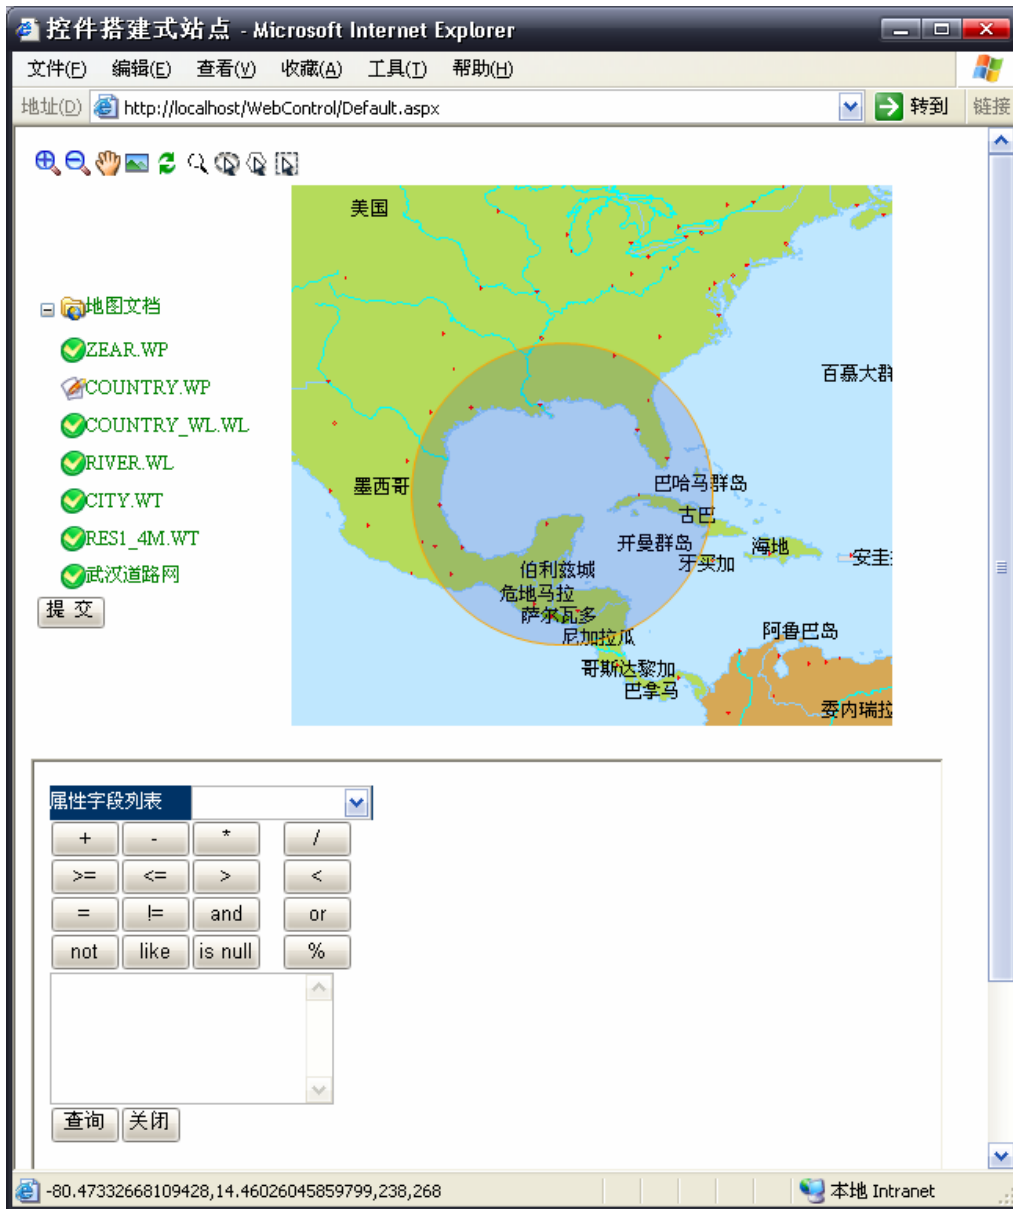 控件搭建式站点 - Microsoft Internet Explorer
文件(F) 编辑(E) 查看(V) 收藏(A) 工具(T) 帮助(H)
地址(D) http://localhost/WebControl/Default.aspx 转到 链接
美国
地图文档
ZEAR.WP
百慕大群
COUNTRY.WP
COUNTRY_WL.WL
RIVER.WL
墨西哥
巴哈马群岛
CITY.WT
古巴
RES1_4M.WT
开曼群岛
海地
牙买加
安圭
武汉道路网
伯利兹城
危地马拉
提 交
萨尔瓦多
尼加拉瓜
阿鲁巴岛
哥斯达黎加
巴拿马
委内瑞拉
属性字段列表
+ - * /
>= <= > <
= != and or
not like is null %
查询 关闭
-80.47332668109428,14.46026045859799,238,268 本地 Intranet